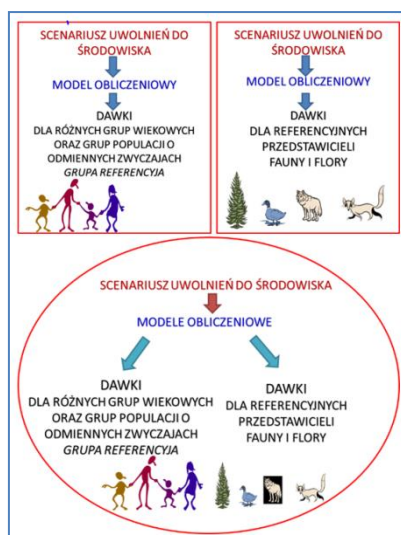 SCENARIUSZ UWOLNIEŃ DO
ŚRODOWISKA
MODEL OBLICZENIOWY
DAWKI
DLA RÓŻNYCH GRUP WIEKOWYCH
ORAZ GRUP POPULACJI O
ODMIENNYCH ZWYCZAJACH
GRUPA REFERENCJA
SCENARIUSZ UWOLNIEŃ DO
ŚRODOWISKA
MODEL OBLICZENIOWY
DAWKI
DLA REFERENCYJNYCH
PRZEDSTAWICIELI
FAUNY I FLORY
SCENARIUSZ UWOLNIEŃ DO ŚRODOWISKA
MODELE OBLICZENIOWE
DAWKI
DLA RÓŻNYCH GRUP WIEKOWYCH
ORAZ GRUP POPULACJI O
ODMIENNYCH ZWYCZAJACH
GRUPA REFERENCJA
DAWKI
DLA REFERENCYJNYCH
PRZEDSTAWICIELI
FAUNY I FLORY